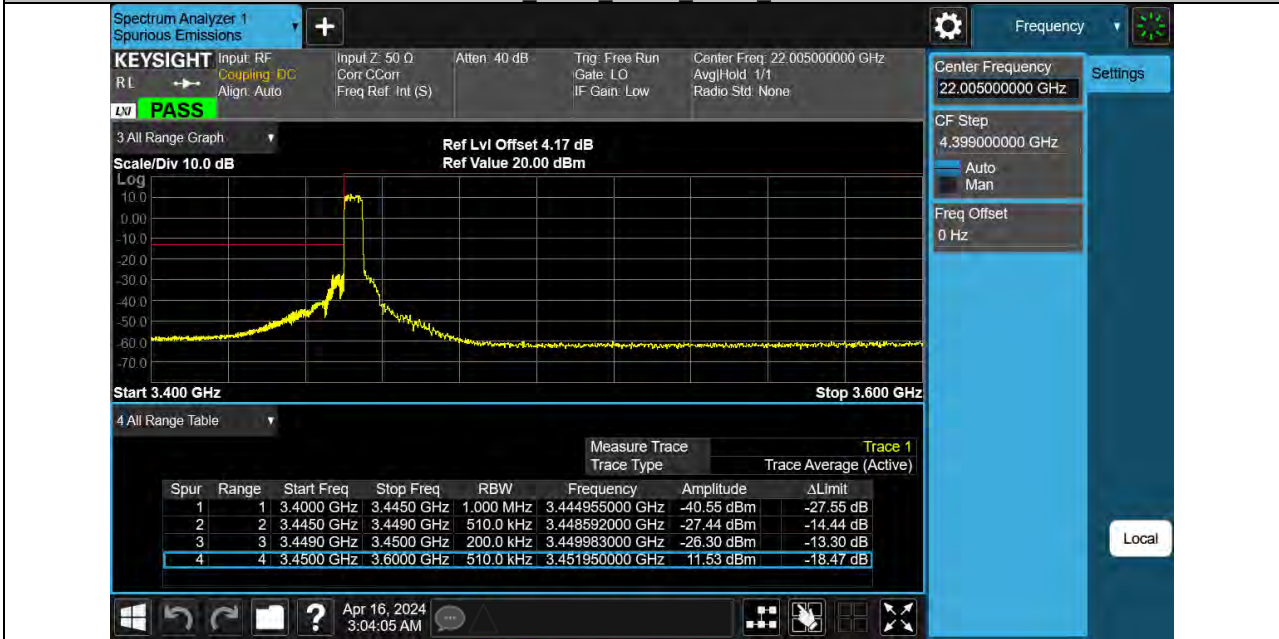 Spectrum Analyzer 1
Spurious Emissions
Frequency
KEYSIGHT
RL
LXI PASS
Input: RF
Coupling: DC
Align: Auto
Input Z: 50 Ω
Corr CCorr
Freq Ref: Int (S)
Atten: 40 dB
Trig: Free Run
Gate: LO
IF Gain: Low
Center Freq: 22.005000000 GHz
Avg|Hold: 1/1
Radio Std: None
Center Frequency
22.005000000 GHz
Settings
CF Step
4.399000000 GHz
Auto
Man
Freq Offset
0 Hz
Local
3 All Range Graph
Scale/Div 10.0 dB
Ref Lvl Offset 4.17 dB
Ref Value 20.00 dBm
Log
10.0
0.00
-10.0
-20.0
-30.0
-40.0
-50.0
-60.0
-70.0
Start 3.400 GHz
Stop 3.600 GHz
4 All Range Table
Measure Trace Trace 1
Trace Type Trace Average (Active)
Spur Range Start Freq Stop Freq RBW Frequency Amplitude ΔLimit
1 1 3.4000 GHz 3.4450 GHz 1.000 MHz 3.444955000 GHz -40.55 dBm -27.55 dB
2 2 3.4450 GHz 3.4490 GHz 510.0 kHz 3.448592000 GHz -27.44 dBm -14.44 dB
3 3 3.4490 GHz 3.4500 GHz 200.0 kHz 3.449983000 GHz -26.30 dBm -13.30 dB
4 4 3.4500 GHz 3.6000 GHz 510.0 kHz 3.451950000 GHz 11.53 dBm -18.47 dB
Apr 16, 2024
3:04:05 AM